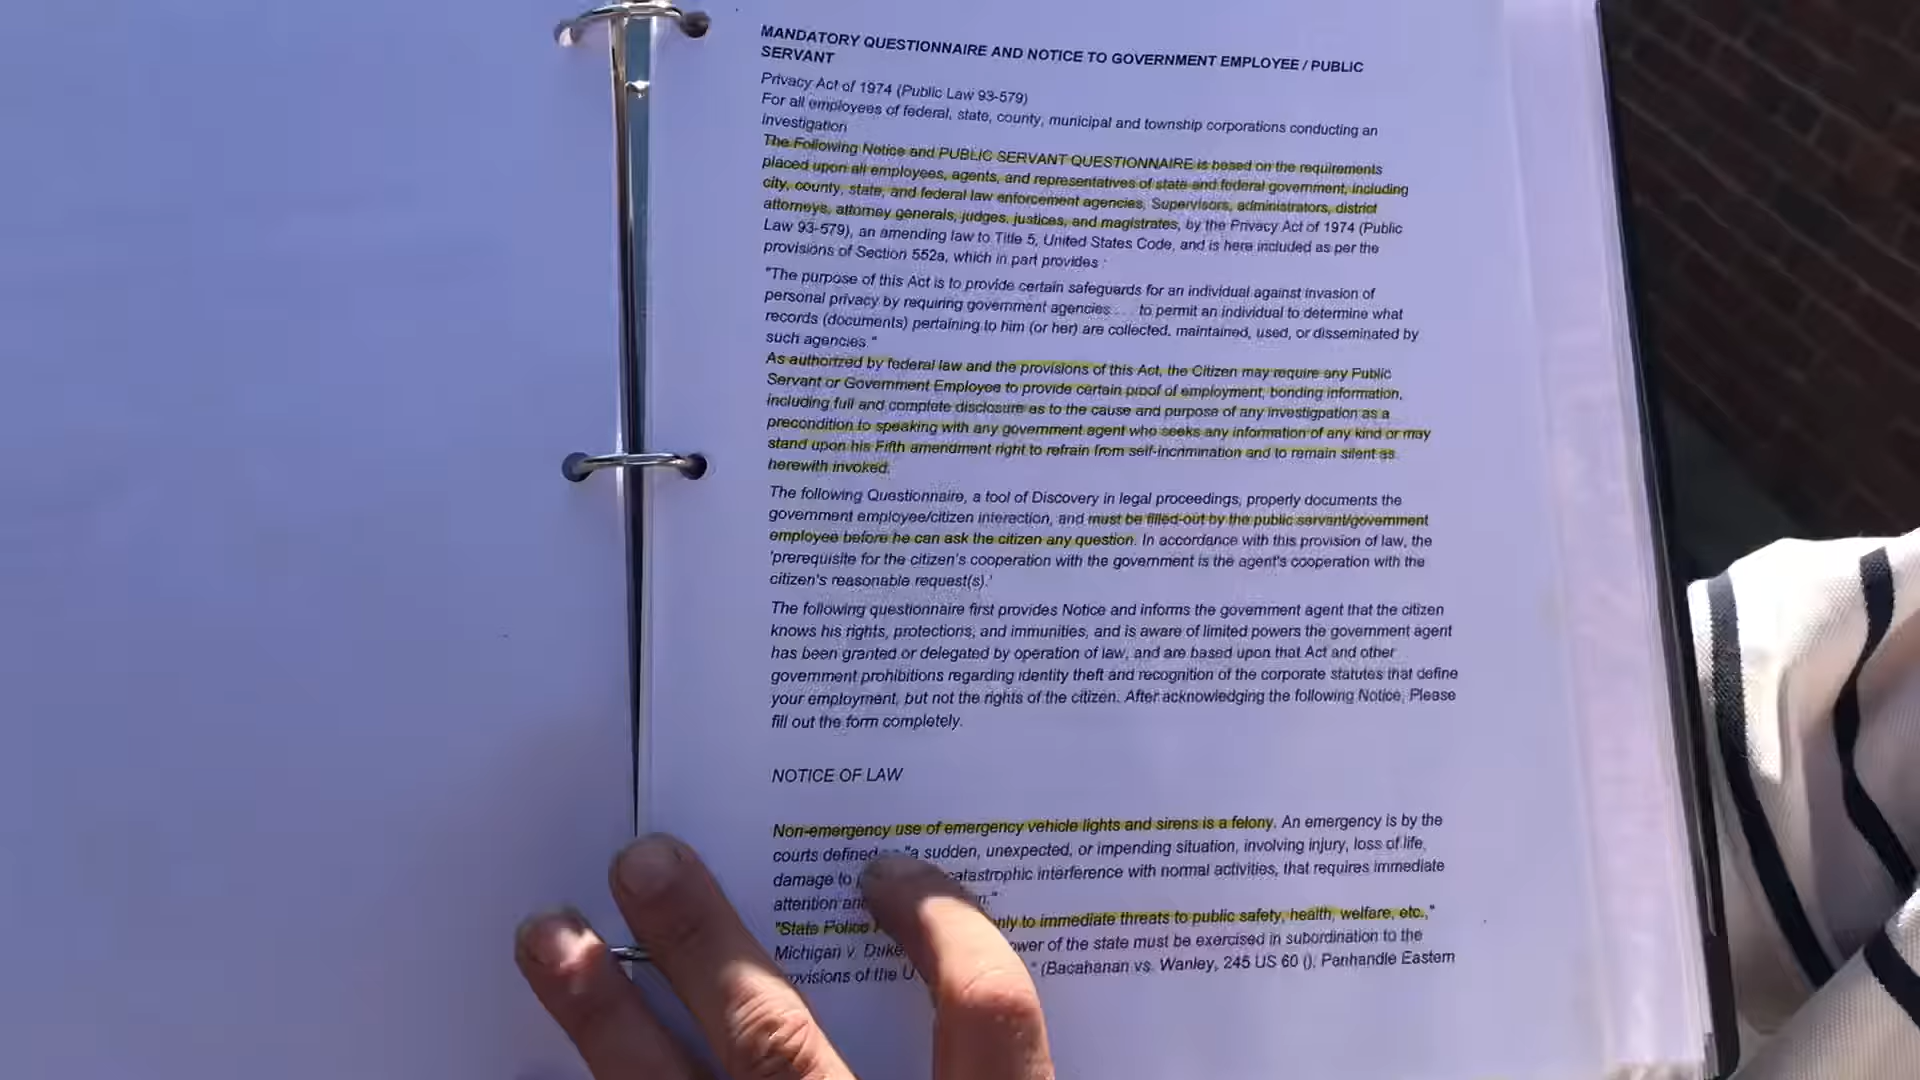 MANDATORY QUESTIONNAIRE AND NOTICE TO GOVERNMENT EMPLOYEE / PUBLIC
SERVANT
Privacy Act of 1974 (Public Law 93-579)
For all employees of federal, state, county, municipal and township corporations conducting an
investigation
The Following Notice and PUBLIC SERVANT QUESTIONNAIRE is based on the requirements
placed upon all employees, agents, and representatives of state and federal government, including
city, county, state, and federal law enforcement agencies, Supervisors, administrators, district
attorneys, attorney generals, judges, justices, and magistrates, by the Privacy Act of 1974 (Public
Law 93-579), an amending law to Title 5, United States Code, and is here included as per the
provisions of Section 552a, which in part provides :
"The purpose of this Act is to provide certain safeguards for an individual against invasion of
personal privacy by requiring government agencies . . . to permit an individual to determine what
records (documents) pertaining to him (or her) are collected, maintained, used, or disseminated by
such agencies."
As authorized by federal law and the provisions of this Act, the Citizen may require any Public
Servant or Government Employee to provide certain proof of employment, bonding information,
including full and complete disclosure as to the cause and purpose of any investigpation as a
precondition to speaking with any government agent who seeks any information of any kind or may
stand upon his Fifth amendment right to refrain from self-incrimination and to remain silent as
herewith invoked.
The following Questionnaire, a tool of Discovery in legal proceedings, properly documents the
government employee/citizen interaction, and must be filled-out by the public servant/government
employee before he can ask the citizen any question. In accordance with this provision of law, the
'prerequisite for the citizen's cooperation with the government is the agent's cooperation with the
citizen's reasonable request(s).'
The following questionnaire first provides Notice and informs the government agent that the citizen
knows his rights, protections, and immunities, and is aware of limited powers the government agent
has been granted or delegated by operation of law, and are based upon that Act and other
government prohibitions regarding identity theft and recognition of the corporate statutes that define
your employment, but not the rights of the citizen. After acknowledging the following Notice, Please
fill out the form completely.
NOTICE OF LAW
Non-emergency use of emergency vehicle lights and sirens is a felony. An emergency is by the
courts defined "a sudden, unexpected, or impending situation, involving injury, loss of life,
damage to catastrophic interference with normal activities, that requires immediate
attention
"State Police to immediate threats to public safety, health, welfare, etc.,"
Michigan v. Duke of the state must be exercised in subordination to the
of the (Bacahanan vs. Wanley, 245 US 60 (), Panhandle Eastern